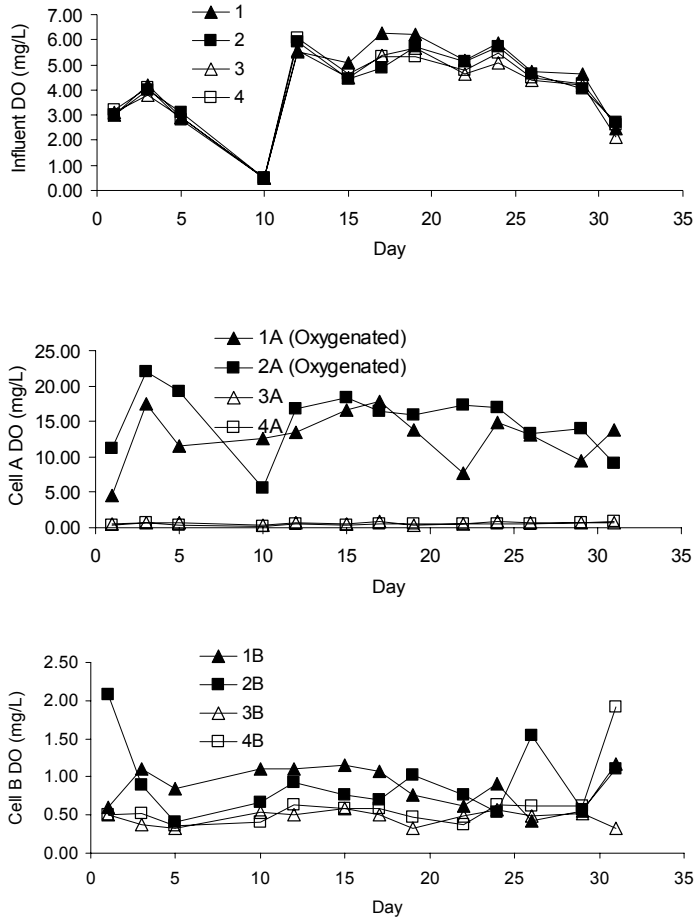 7.00
6.00
5.00
4.00
3.00
2.00
1.00
0.00
Influent DO (mg/L)
1
2
3
4
0 5 10 15 20 25 30 35
Day
25.00
20.00
15.00
10.00
5.00
0.00
Cell A DO (mg/L)
1A (Oxygenated)
2A (Oxygenated)
3A
4A
0 5 10 15 20 25 30 35
Day
2.50
2.00
1.50
1.00
0.50
0.00
Cell B DO (mg/L)
1B
2B
3B
4B
0 5 10 15 20 25 30 35
Day